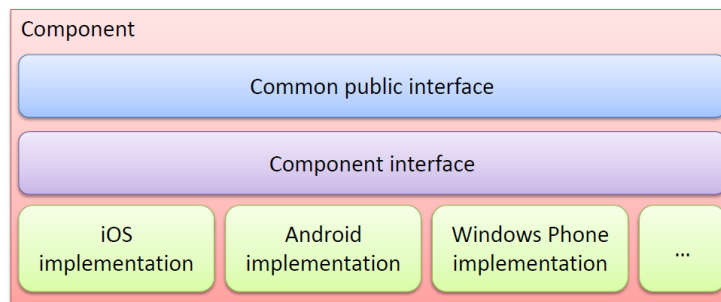 Component
Common public interface
Component interface
iOS
implementation
Android
implementation
Windows Phone
implementation
...